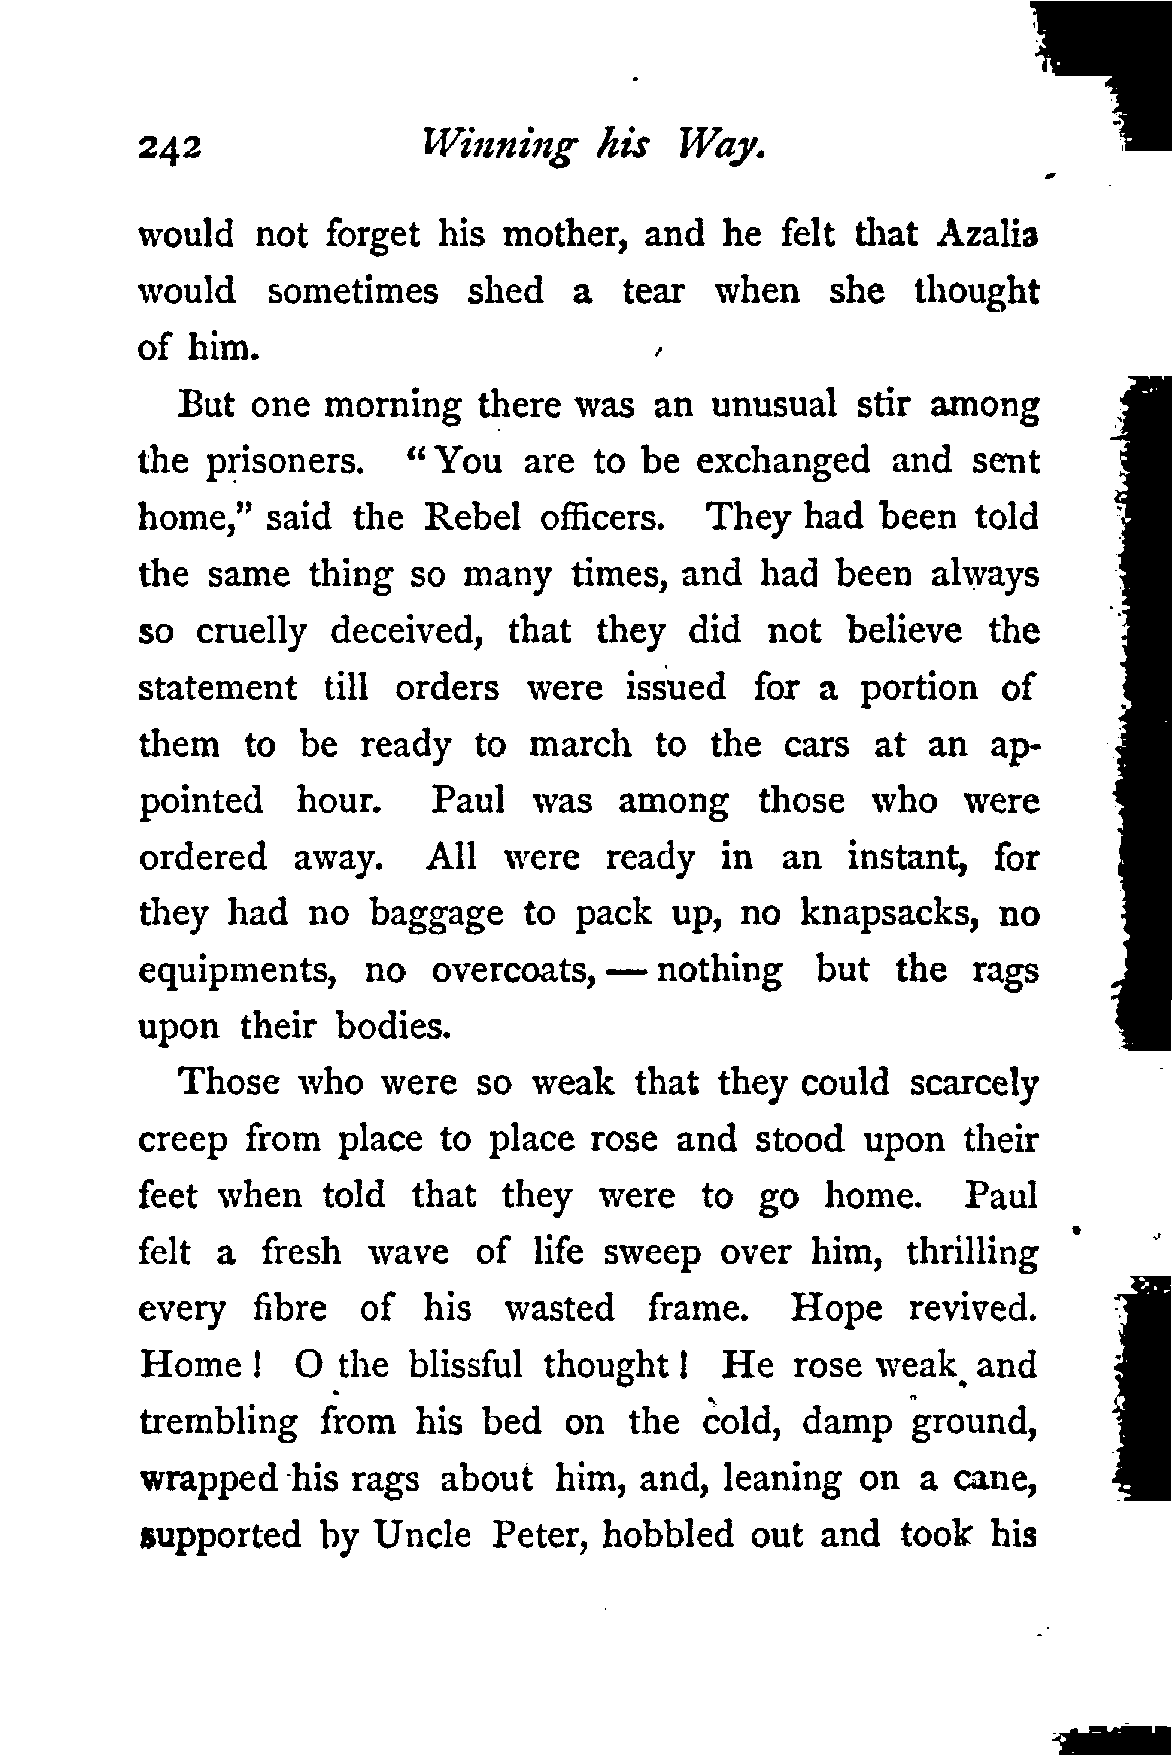 242 Winning his Way.
would not forget his mother, and he felt that Azalia
would sometimes shed a tear when she thought
of him.
But one morning there was an unusual stir among
the prisoners. "You are to be exchanged and sent
home," said the Rebel officers. They had been told
the same thing so many times, and had been always
so cruelly deceived, that they did not believe the
statement till orders were issued for a portion of
them to be ready to march to the cars at an ap-
pointed hour. Paul was among those who were
ordered away. All were ready in an instant, for
they had no baggage to pack up, no knapsacks, no
equipments, no overcoats, — nothing but the rags
upon their bodies.
Those who were so weak that they could scarcely
creep from place to place rose and stood upon their
feet when told that they were to go home. Paul
felt a fresh wave of life sweep over him, thrilling
every fibre of his wasted frame. Hope revived.
Home! O the blissful thought! He rose weak and
trembling from his bed on the cold, damp ground,
wrapped his rags about him, and, leaning on a cane,
supported by Uncle Peter, hobbled out and took his